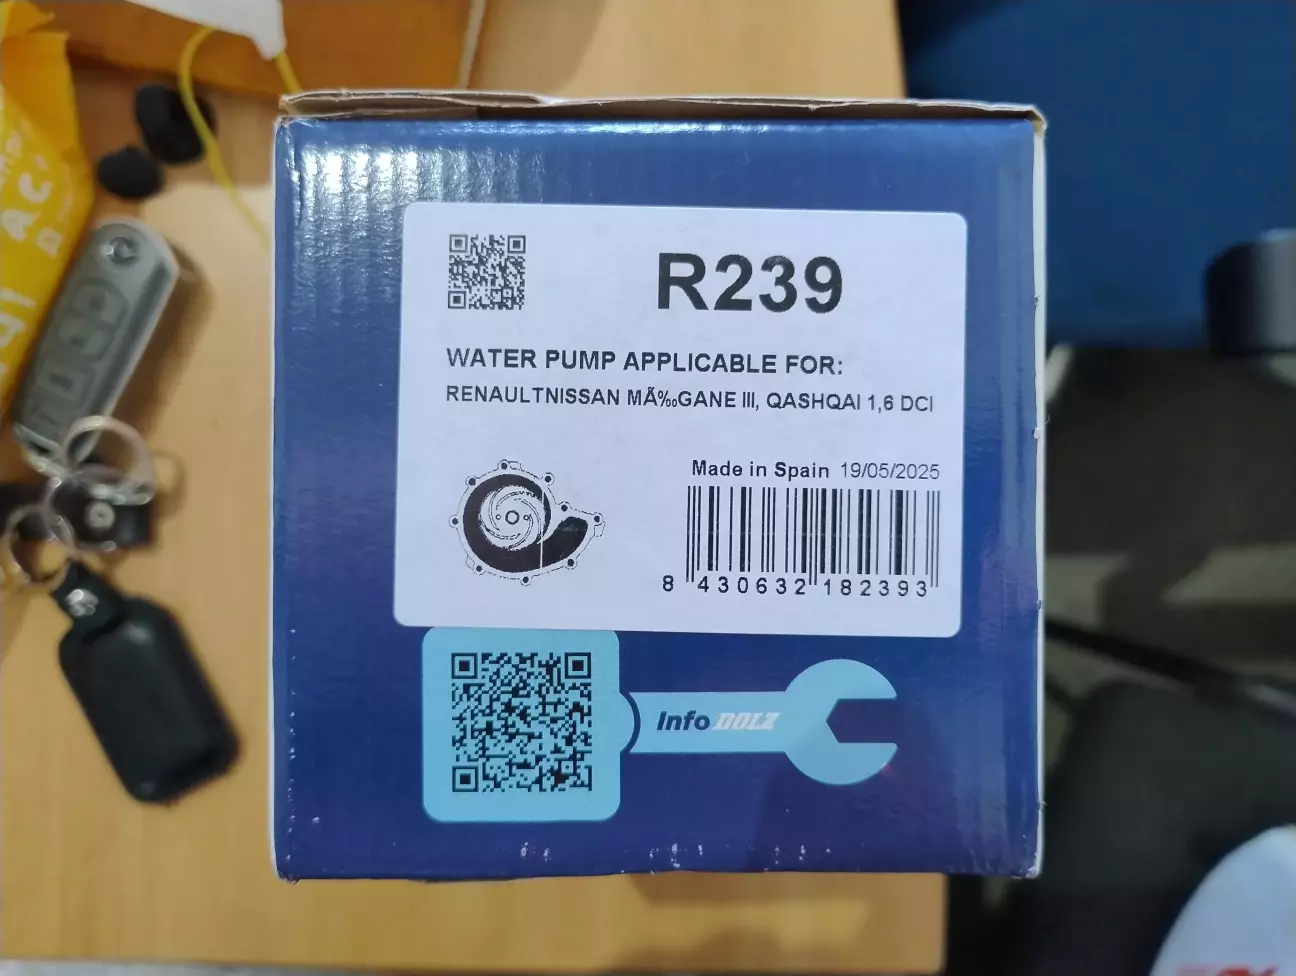 R239
WATER PUMP APPLICABLE FOR:
RENAULTNISSAN MÃ‰GANE III, QASHQAI 1,6 DCI
Made in Spain 19/05/2025
8 430632 182393
Info DOLZ